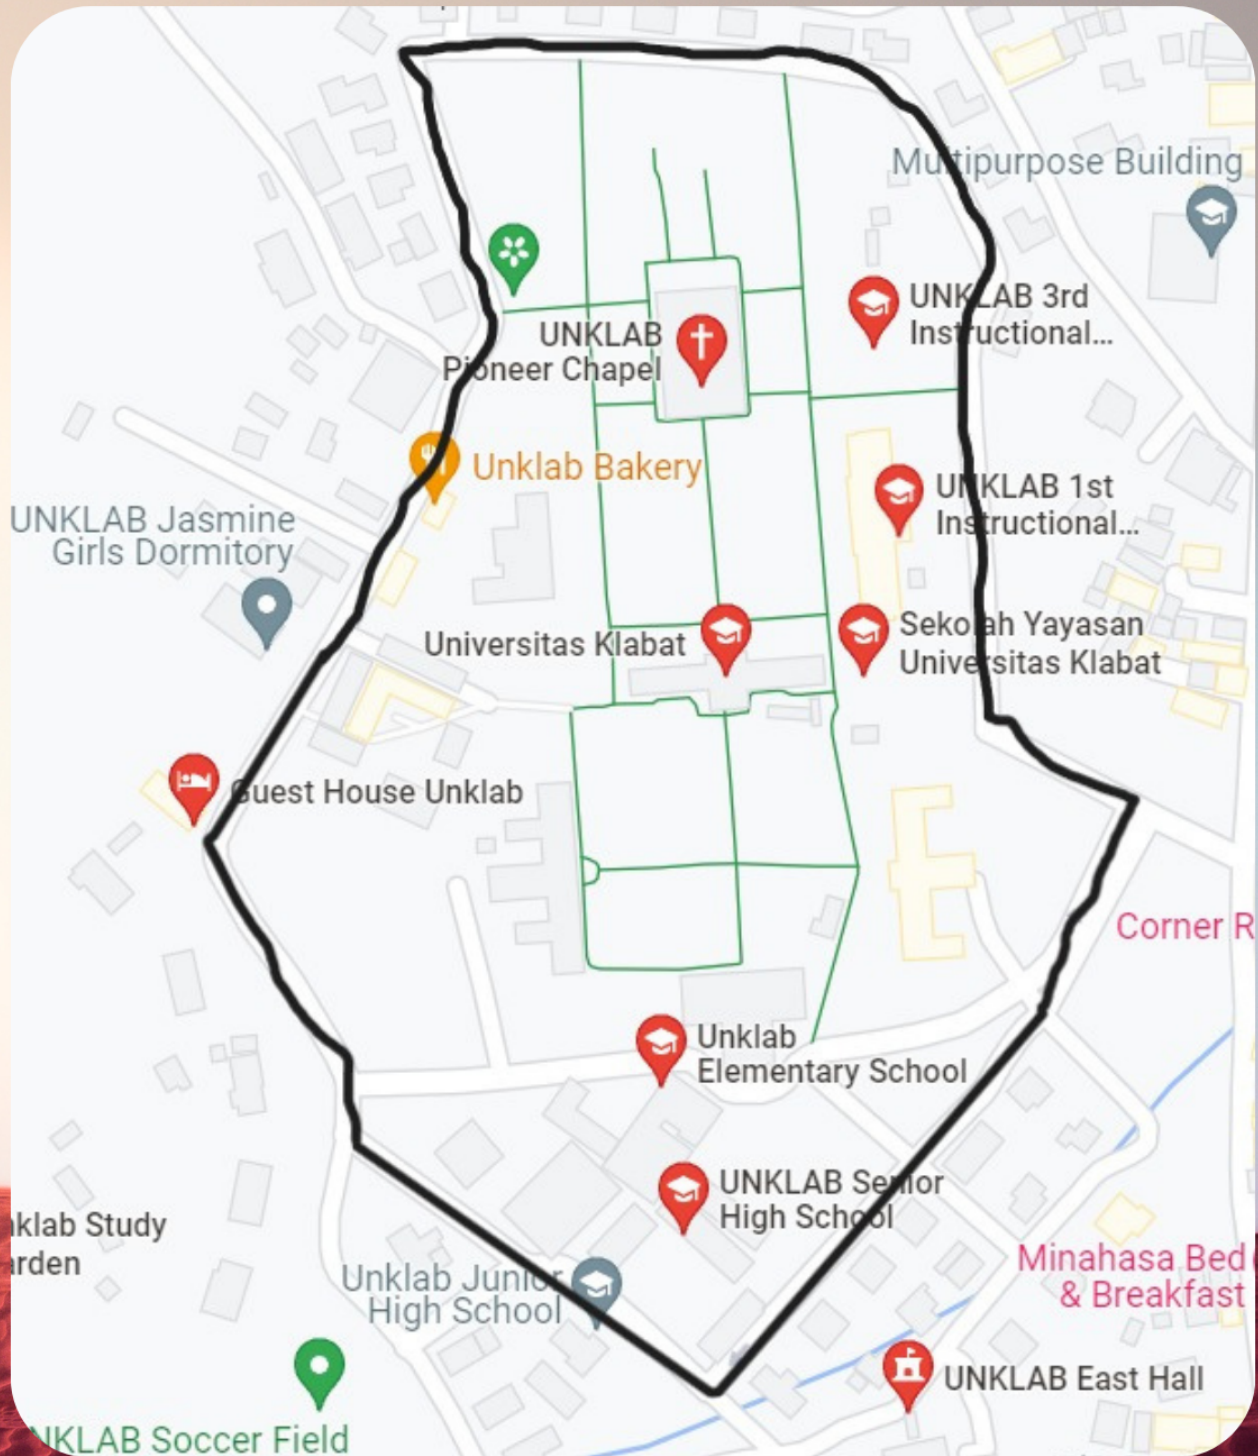 Multipurpose Building
UNKLAB 3rd
Instructional...
UNKLAB
Pioneer Chapel
Unklab Bakery
UNKLAB 1st
Instructional...
UNKLAB Jasmine
Girls Dormitory
Sekolah Yayasan
Universitas Klabat
Universitas Klabat
Guest House Unklab
Corner R
Unklab
Elementary School
UNKLAB Senior
High School
nklab Study
arden
Unklab Junior
High School
Minahasa Bed
& Breakfast
UNKLAB East Hall
NKLAB Soccer Field